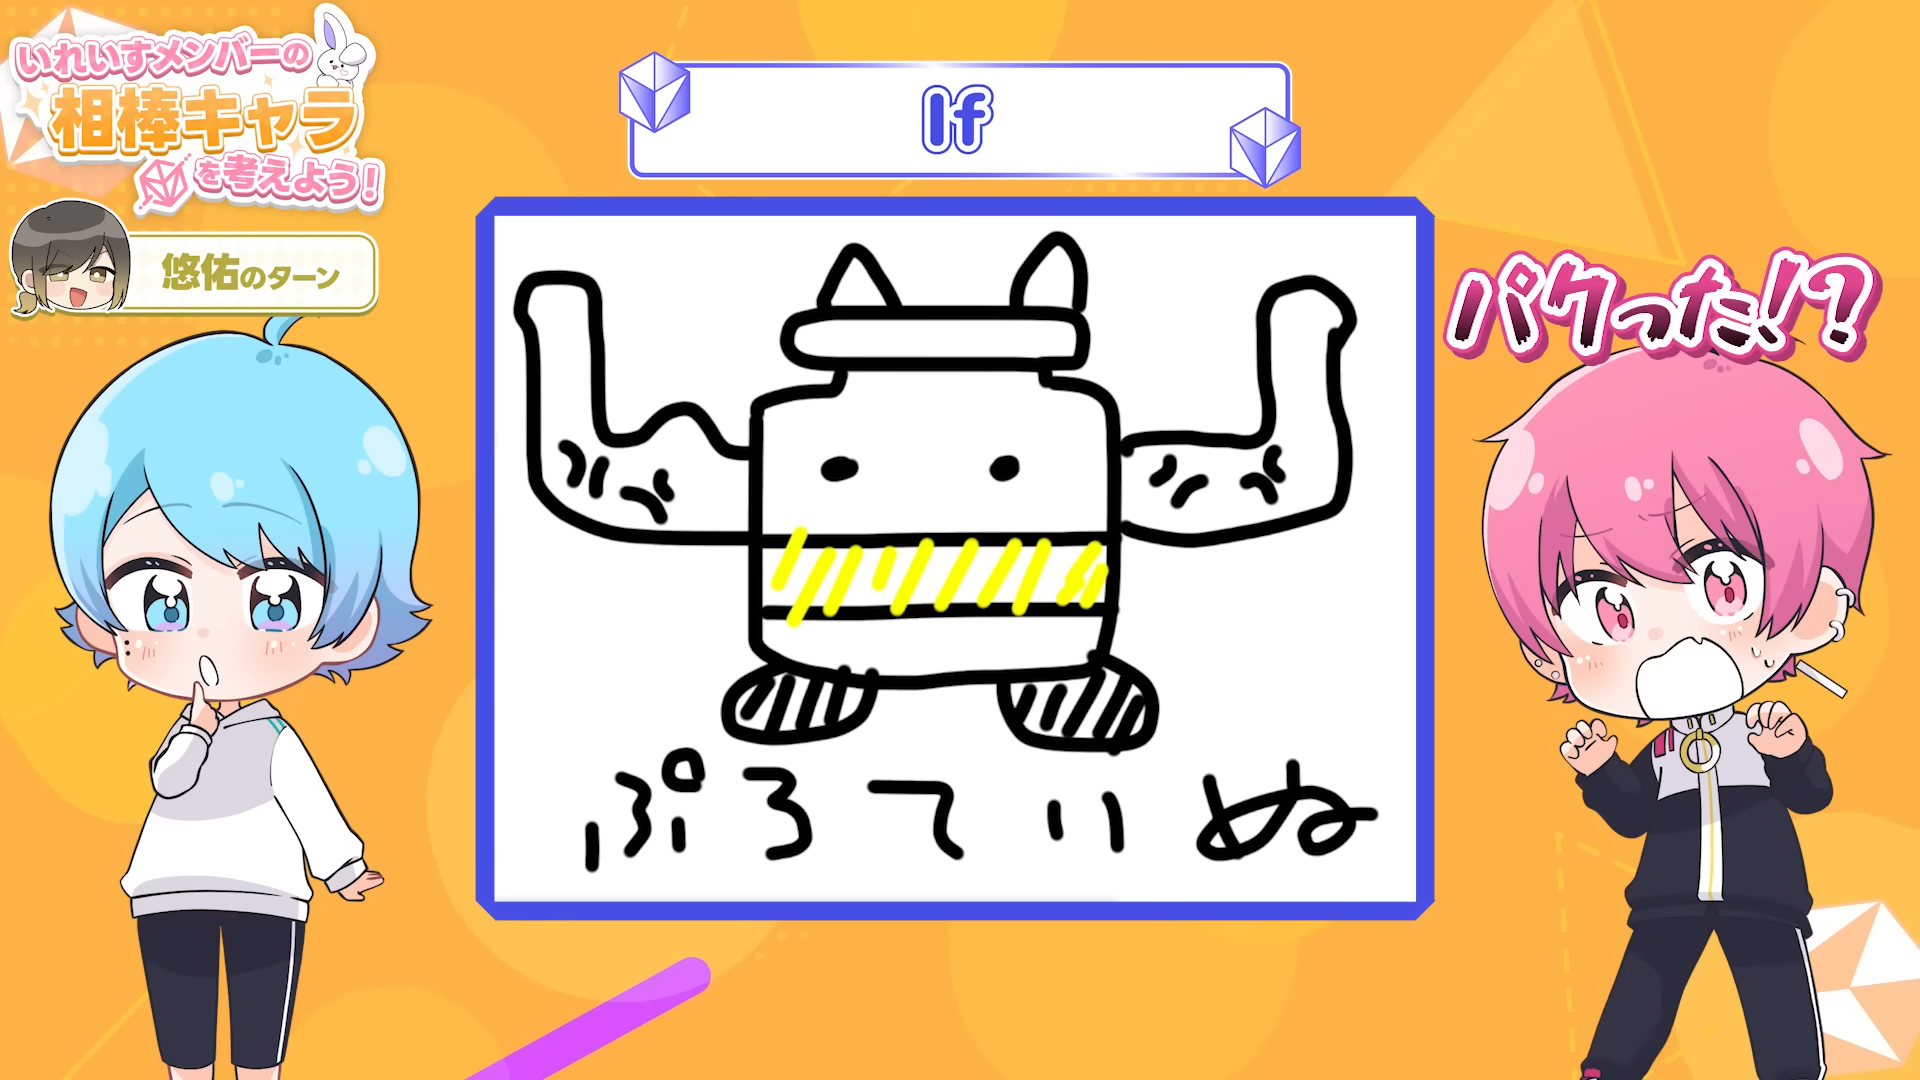 いれいすメンバーの
相棒キャラ
を考えよう!
悠佑のターン
If
パクった!?
ぷろてぃぬ